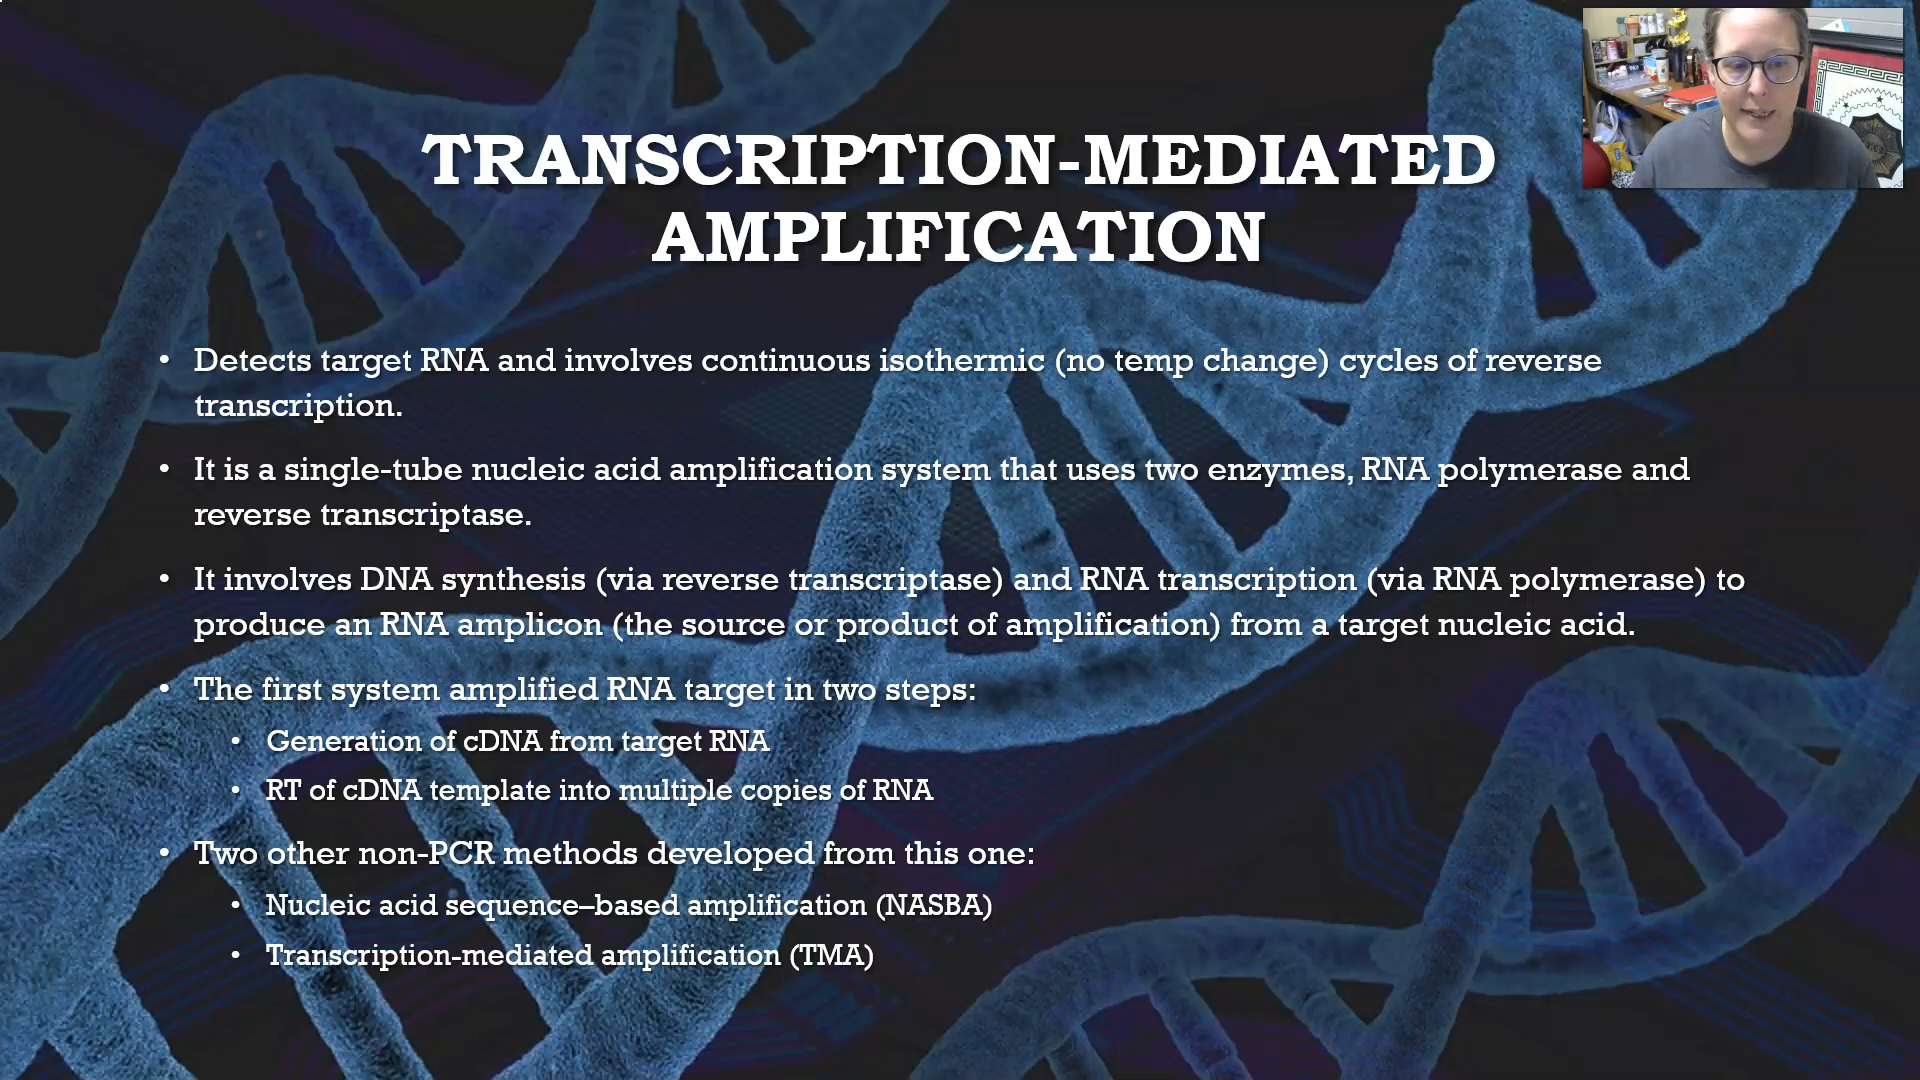 TRANSCRIPTION-MEDIATED
AMPLIFICATION
• Detects target RNA and involves continuous isothermic (no temp change) cycles of reverse
transcription.
• It is a single-tube nucleic acid amplification system that uses two enzymes, RNA polymerase and
reverse transcriptase.
• It involves DNA synthesis (via reverse transcriptase) and RNA transcription (via RNA polymerase) to
produce an RNA amplicon (the source or product of amplification) from a target nucleic acid.
• The first system amplified RNA target in two steps:
• Generation of cDNA from target RNA
• RT of cDNA template into multiple copies of RNA
• Two other non-PCR methods developed from this one:
• Nucleic acid sequence–based amplification (NASBA)
• Transcription-mediated amplification (TMA)